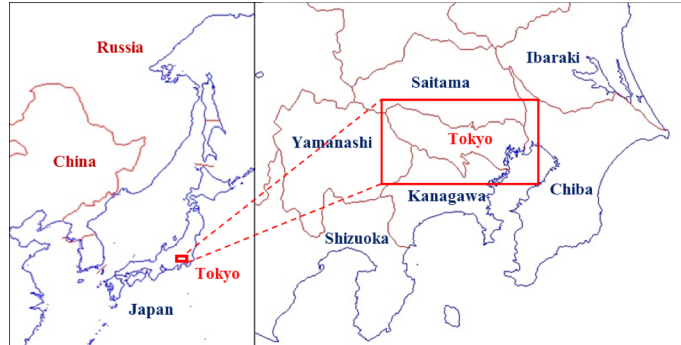 Russia
China
Tokyo
Japan
Ibaraki
Saitama
Tokyo
Yamanashi
Kanagawa
Chiba
Shizuoka